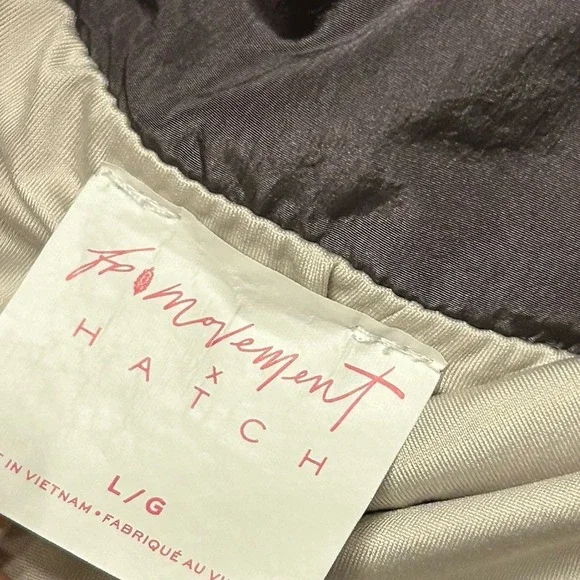 fp movement
x
HATCH
L/G
IN VIETNAM • FABRIQUÉ AU